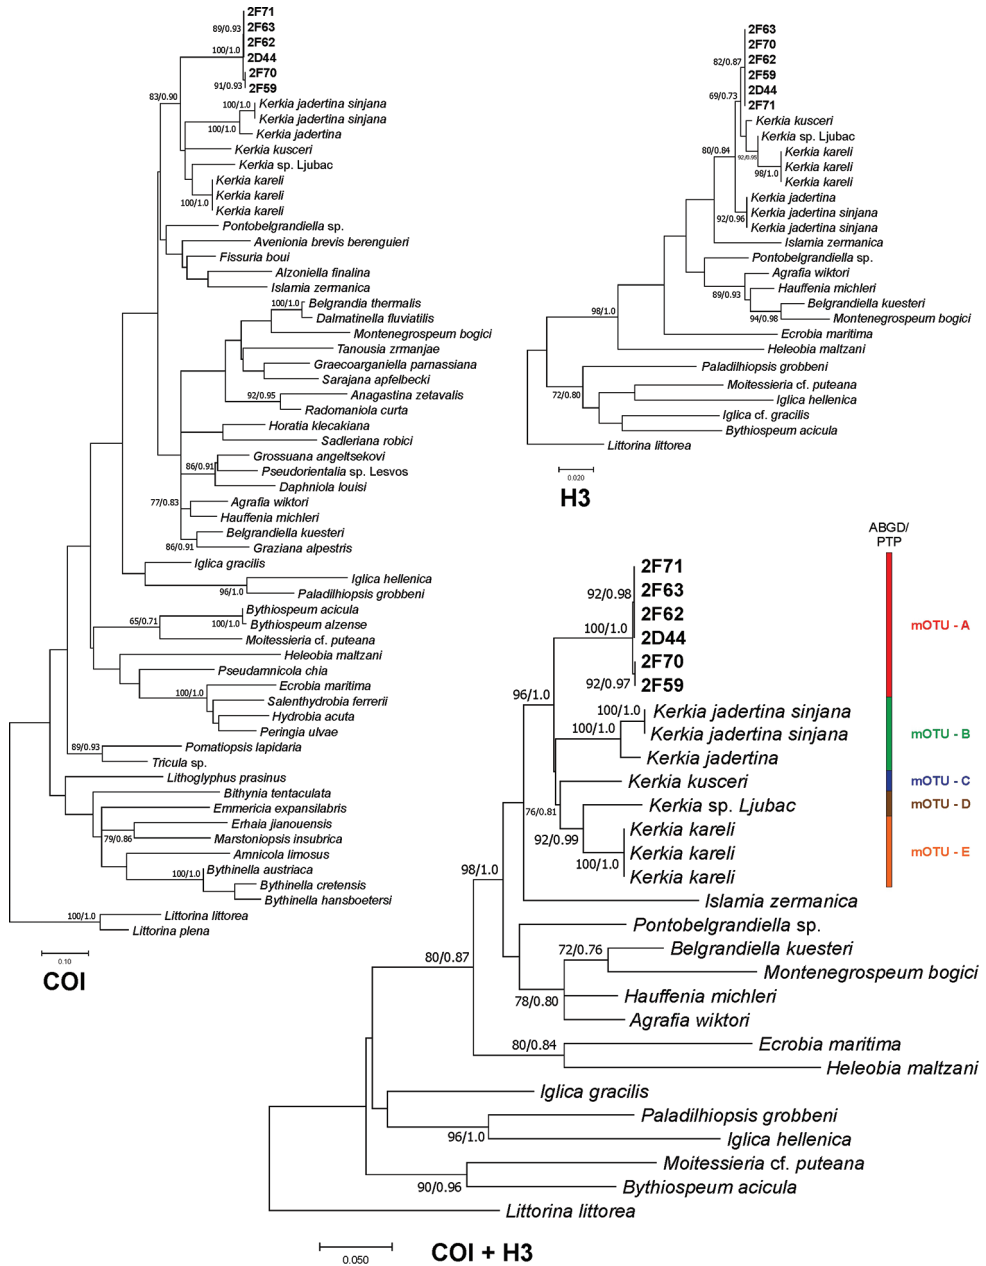 2F71
89/0.93
2F63
2F62
100/1.0
2D44
2F70
91/0.93
2F59
83/0.90
100/1.0
Kerkia jadertina sinjana
Kerkia jadertina sinjana
100/1.0
Kerkia jadertina
Kerkia kusceri
Kerkia sp. Ljubac
Kerkia kareli
Kerkia kareli
100/1.0
Kerkia kareli
Pontobelgrandiella sp.
Avenionia brevis berenguieri
Fissuria boui
Alzoniella finalina
Islamia zermanica
100/1.0
Belgrandia thermalis
Dalmatinella fluviatilis
Montenegrospeum bogici
Tanousia zrmanjae
Graecoarganiella parnassiana
Sarajana apfelbecki
92/0.95
Anagastina zetavalis
Radomaniola curta
Horatia klecakiana
Sadleriana robici
Grossuana angeltsekovi
86/0.91
Pseudorientalia sp. Lesvos
Daphniola louisi
77/0.83
Agrafia wiktori
Hauffenia michleri
Belgrandiella kuesteri
86/0.91
Graziana alpestris
Iglica gracilis
Iglica hellenica
96/1.0
Paladilhiopsis grobbeni
Bythiospeum acicula
65/0.71
100/1.0
Bythiospeum alzense
Moitessieria cf. puteana
Heleobia maltzani
Pseudamnicola chia
Ecrobia maritima
100/1.0
Salenthydrobia ferrerii
Hydrobia acuta
Peringia ulvae
89/0.93
Pomatiopsis lapidaria
Tricula sp.
Lithoglyphus prasinus
Bithynia tentaculata
Emmericia expansilabris
Erhaia jianouensis
79/0.86
Marstoniopsis insubrica
Amnicola limosus
100/1.0
Bythinella austriaca
Bythinella cretensis
Bythinella hansboetersi
100/1.0
Littorina littorea
Littorina plena
0.10
COI
2F63
2F70
82/0.87
2F62
2F59
69/0.73
2D44
2F71
Kerkia kusceri
Kerkia sp. Ljubac
80/0.84
92/0.95
Kerkia kareli
Kerkia kareli
98/1.0
Kerkia kareli
Kerkia jadertina
92/0.96
Kerkia jadertina sinjana
Kerkia jadertina sinjana
Islamia zermanica
Pontobelgrandiella sp.
Agrafia wiktori
89/0.93
Hauffenia michleri
Belgrandiella kuesteri
94/0.98
Montenegrospeum bogici
98/1.0
Ecrobia maritima
Heleobia maltzani
Paladilhiopsis grobbeni
Moitessieria cf. puteana
72/0.80
Iglica hellenica
Iglica cf. gracilis
Bythiospeum acicula
Littorina littorea
0.020
H3
ABGD/
PTP
2F71
92/0.98
2F63
2F62
100/1.0
2D44
2F70
92/0.97
2F59
mOTU - A
96/1.0
100/1.0
Kerkia jadertina sinjana
100/1.0
Kerkia jadertina sinjana
mOTU - B
Kerkia jadertina
Kerkia kusceri
mOTU - C
76/0.81
Kerkia sp. Ljubac
mOTU - D
92/0.99
Kerkia kareli
Kerkia kareli
mOTU - E
100/1.0
Kerkia kareli
98/1.0
Islamia zermanica
Pontobelgrandiella sp.
72/0.76
Belgrandiella kuesteri
80/0.87
Montenegrospeum bogici
78/0.80
Hauffenia michleri
Agrafia wiktori
80/0.84
Ecrobia maritima
Heleobia maltzani
Iglica gracilis
Paladilhiopsis grobbeni
96/1.0
Iglica hellenica
Moitessieria cf. puteana
90/0.96
Bythiospeum acicula
Littorina littorea
0.050
COI + H3